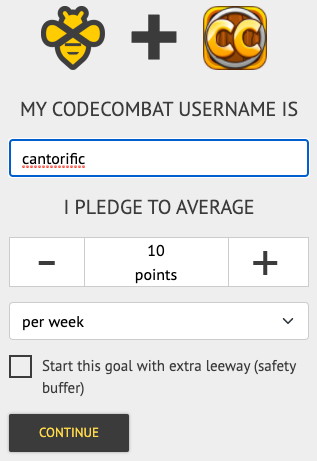 CC
MY CODECOMBAT USERNAME IS
cantorific
I PLEDGE TO AVERAGE
- 10 +
points
per week
Start this goal with extra leeway (safety
buffer)
CONTINUE